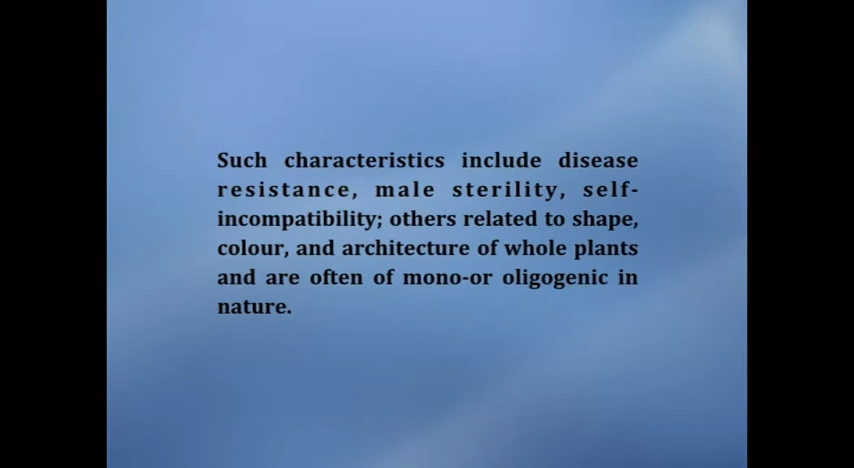 Such characteristics include disease
resistance, male sterility, self-
incompatibility; others related to shape,
colour, and architecture of whole plants
and are often of mono-or oligogenic in
nature.